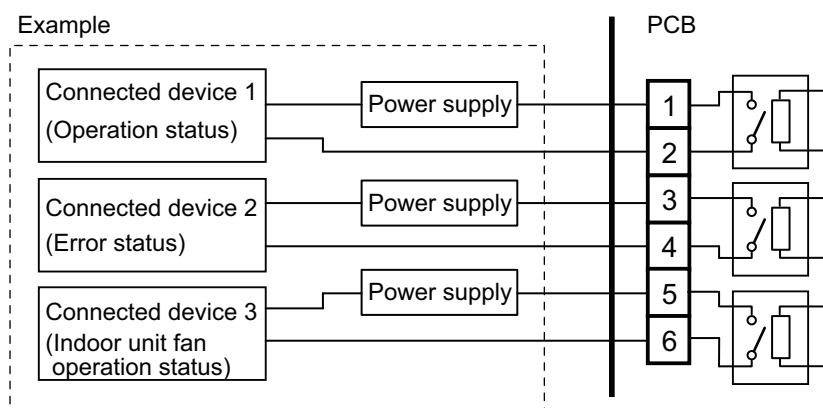 Example
PCB
Connected device 1
(Operation status)
Power supply
1
2
Connected device 2
(Error status)
Power supply
3
4
Connected device 3
(Indoor unit fan
operation status)
Power supply
5
6